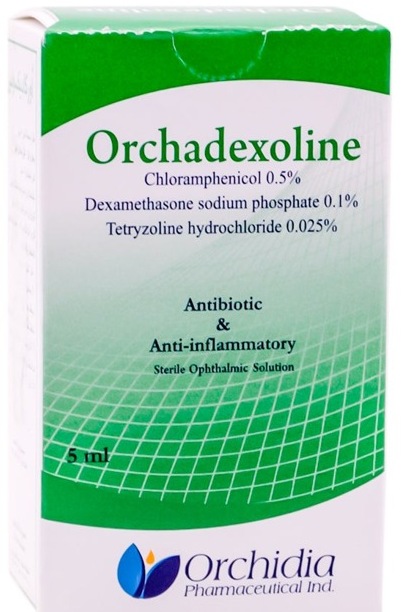 Orchadexoline
Chloramphenicol 0.5%
Dexamethasone sodium phosphate 0.1%
Tetryzoline hydrochloride 0.025%
Antibiotic
&
Anti-inflammatory
Sterile Ophthalmic Solution
5 ml
Orchidia
Pharmaceutical Ind.